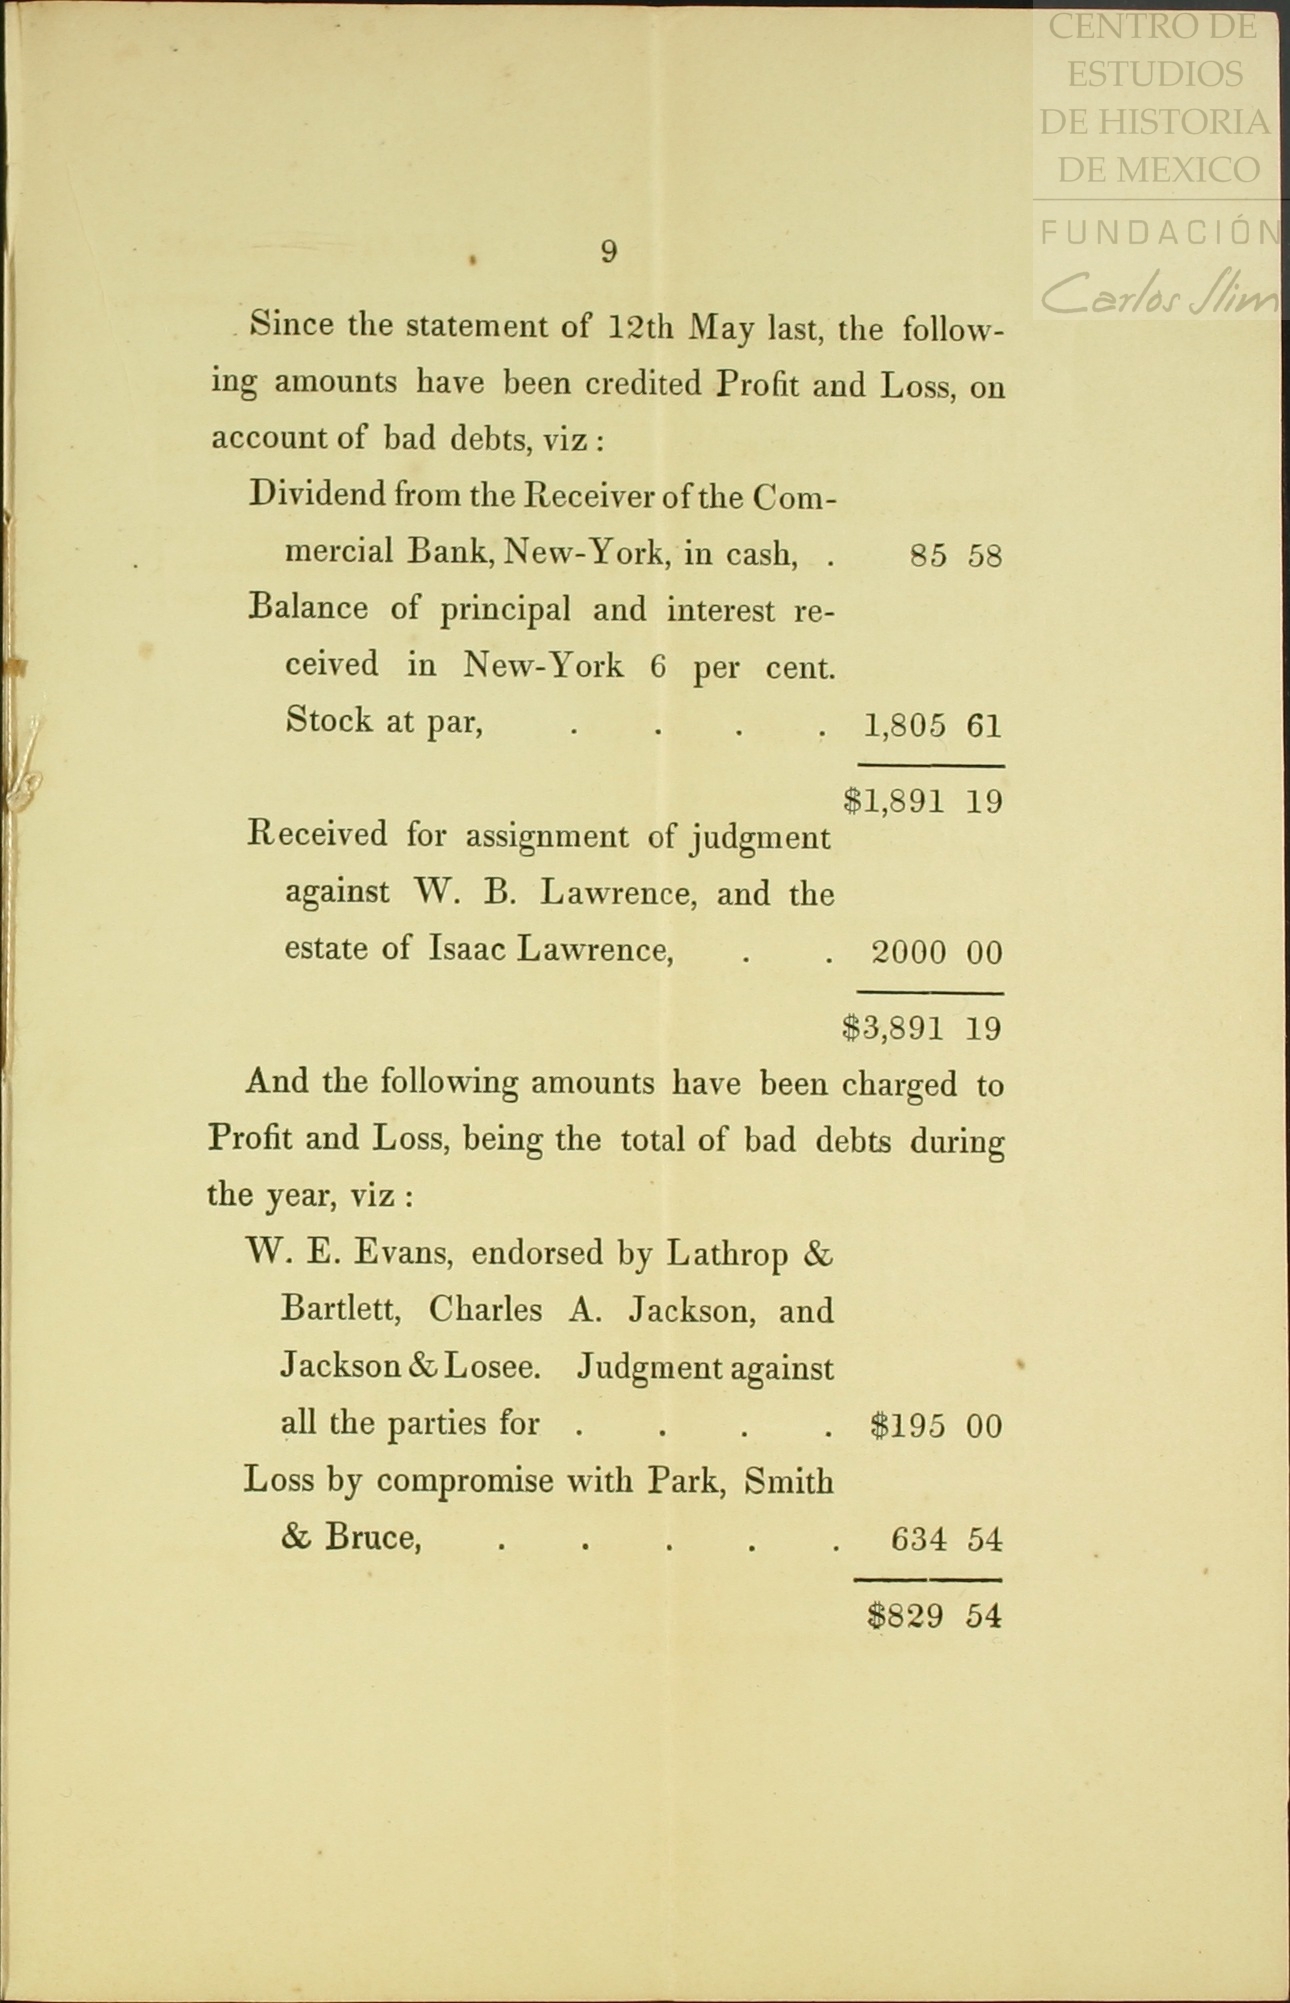 CENTRO DE
ESTUDIOS
DE HISTORIA
DE MEXICO
FUNDACIÓN
Carlos Slim
9
Since the statement of 12th May last, the follow-
ing amounts have been credited Profit and Loss, on
account of bad debts, viz :
Dividend from the Receiver of the Com-
mercial Bank, New-York, in cash, . 85 58
Balance of principal and interest re-
ceived in New-York 6 per cent.
Stock at par, . . . . 1,805 61
$1,891 19
Received for assignment of judgment
against W. B. Lawrence, and the
estate of Isaac Lawrence, . . 2000 00
$3,891 19
And the following amounts have been charged to
Profit and Loss, being the total of bad debts during
the year, viz :
W. E. Evans, endorsed by Lathrop &
Bartlett, Charles A. Jackson, and
Jackson & Losee. Judgment against
all the parties for . . . . $195 00
Loss by compromise with Park, Smith
& Bruce, . . . . . 634 54
$829 54